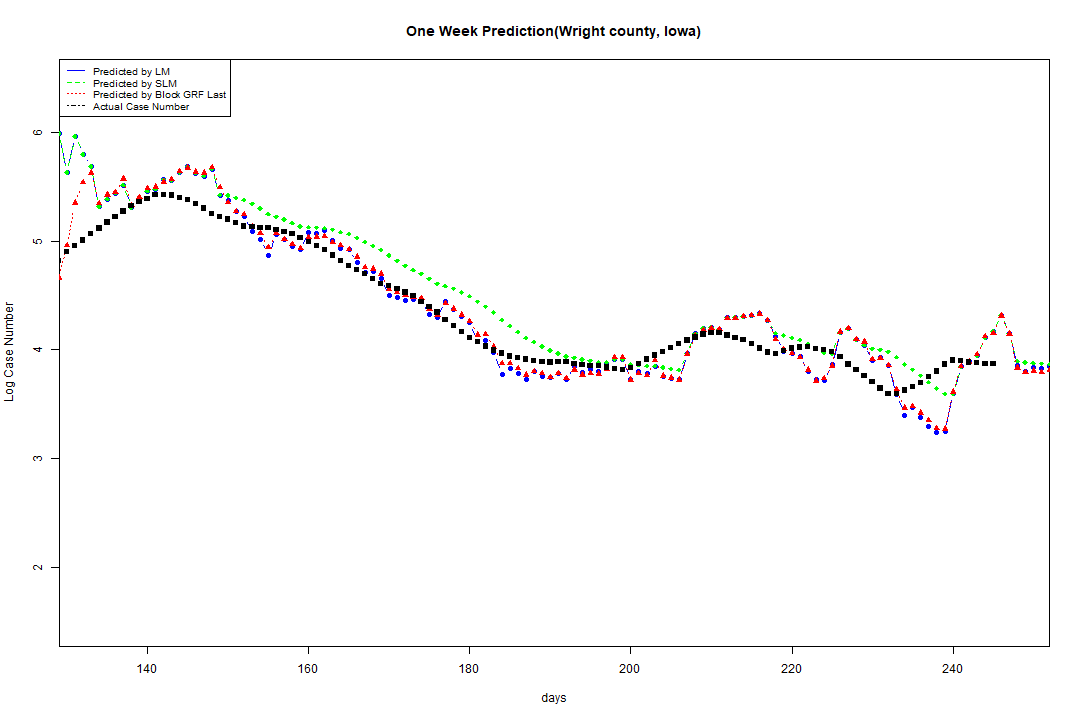 One Week Prediction(Wright county, Iowa)
Predicted by LM
Predicted by SLM
Predicted by Block GRF Last
Actual Case Number
6
5
4
3
2
Log Case Number
140 160 180 200 220 240
days